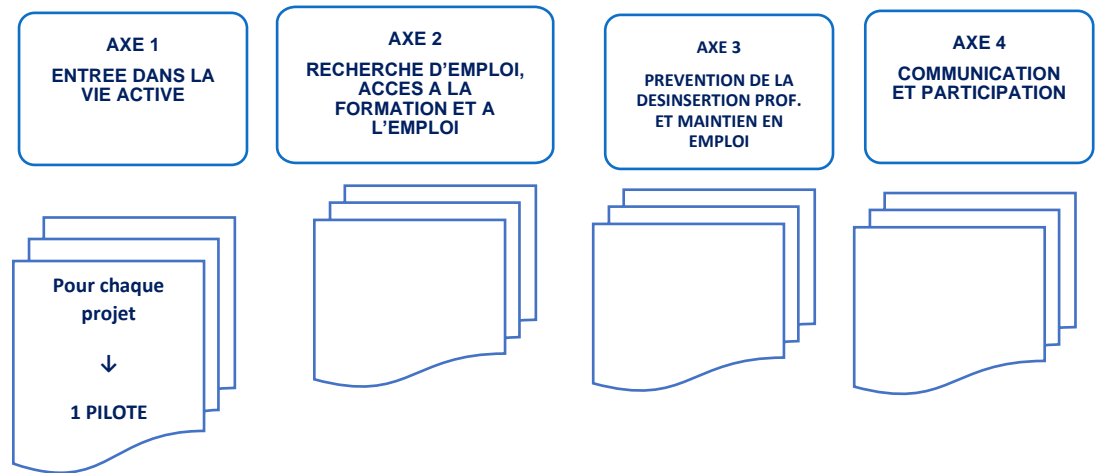 AXE 1
ENTREE DANS LA
VIE ACTIVE
AXE 2
RECHERCHE D'EMPLOI,
ACCES A LA
FORMATION ET A
L'EMPLOI
AXE 3
PREVENTION DE LA
DESINSERTION PROF.
ET MAINTIEN EN
EMPLOI
AXE 4
COMMUNICATION
ET PARTICIPATION
Pour chaque
projet
↓
1 PILOTE